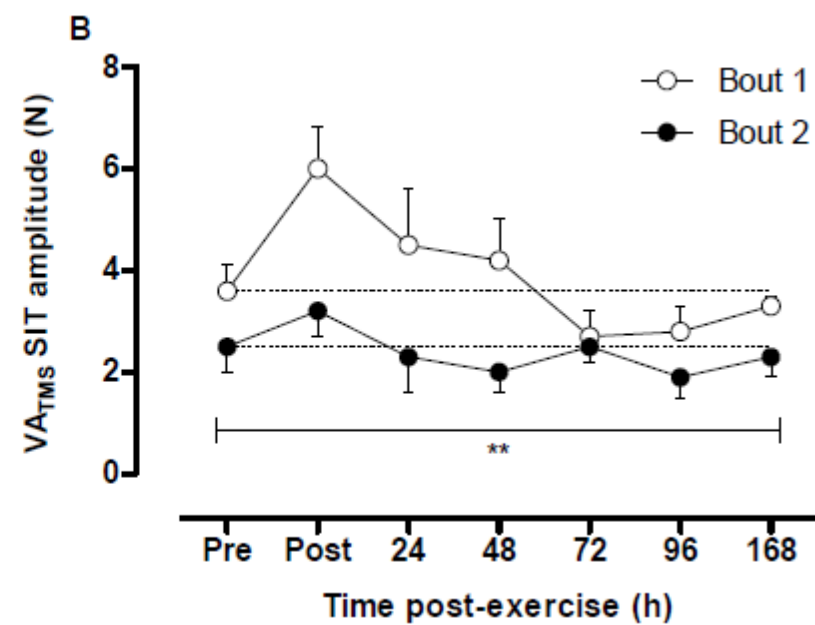 B
8
Bout 1
Bout 2
6
4
2
0
VATMS SIT amplitude (N)
**
Pre Post 24 48 72 96 168
Time post-exercise (h)